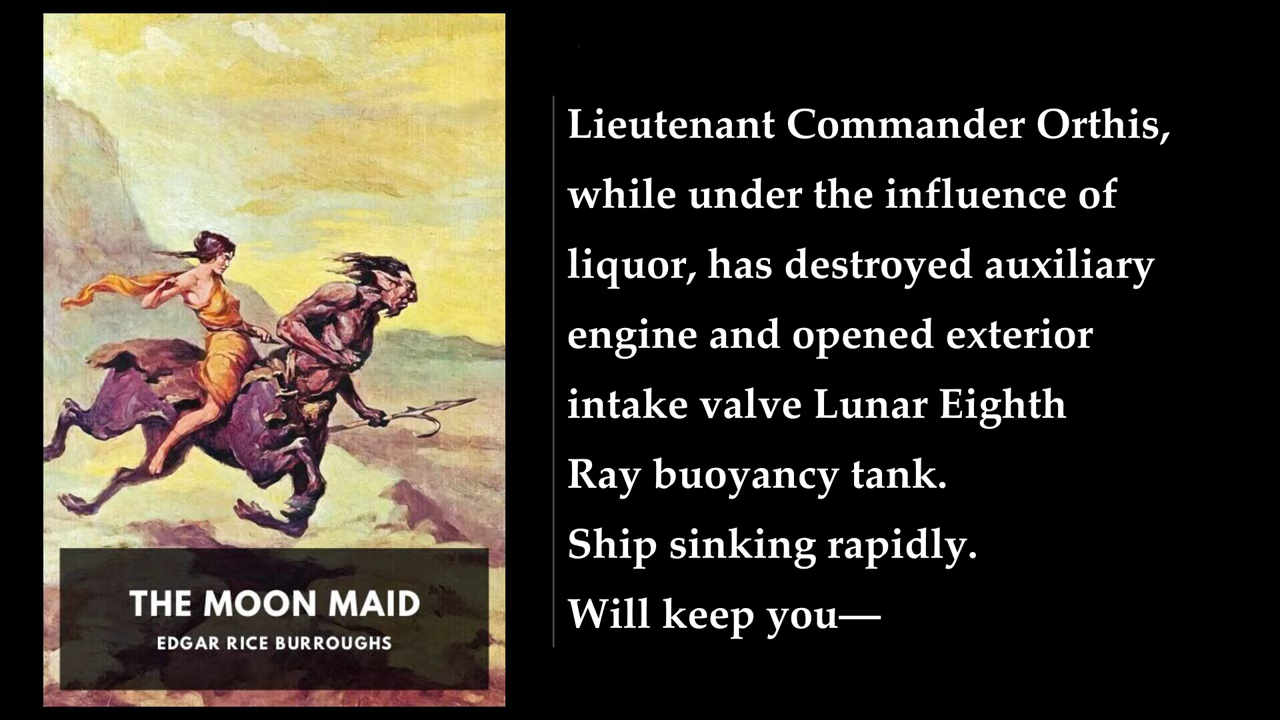 Lieutenant Commander Orthis,
while under the influence of
liquor, has destroyed auxiliary
engine and opened exterior
intake valve Lunar Eighth
Ray buoyancy tank.
Ship sinking rapidly.
Will keep you—
THE MOON MAID
EDGAR RICE BURROUGHS